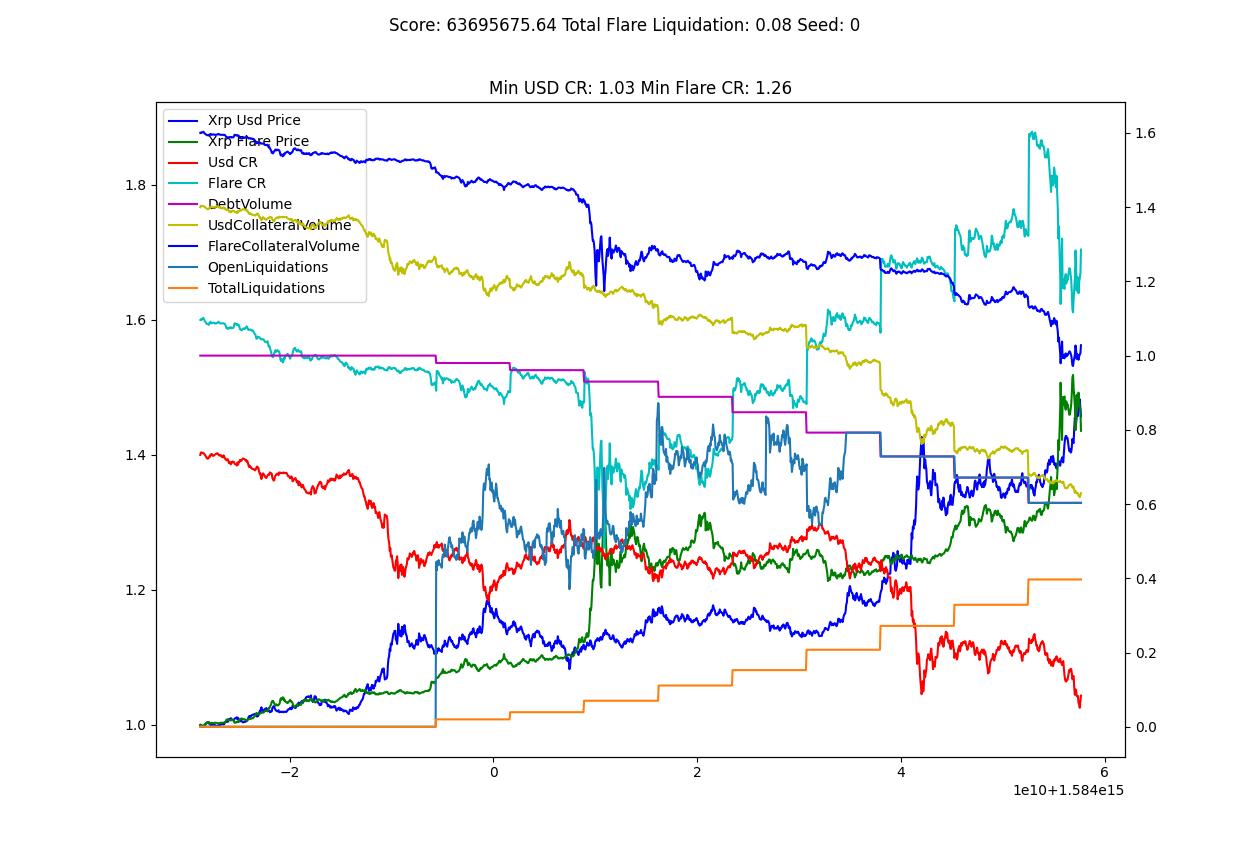 Score: 63695675.64 Total Flare Liquidation: 0.08 Seed: 0
Min USD CR: 1.03 Min Flare CR: 1.26
Xrp Usd Price
Xrp Flare Price
Usd CR
Flare CR
DebtVolume
UsdCollateralVolume
FlareCollateralVolume
OpenLiquidations
TotalLiquidations
1.8
1.6
1.4
1.2
1.0
1.6
1.4
1.2
1.0
0.8
0.6
0.4
0.2
0.0
−2 0 2 4 6
1e10+1.584e15